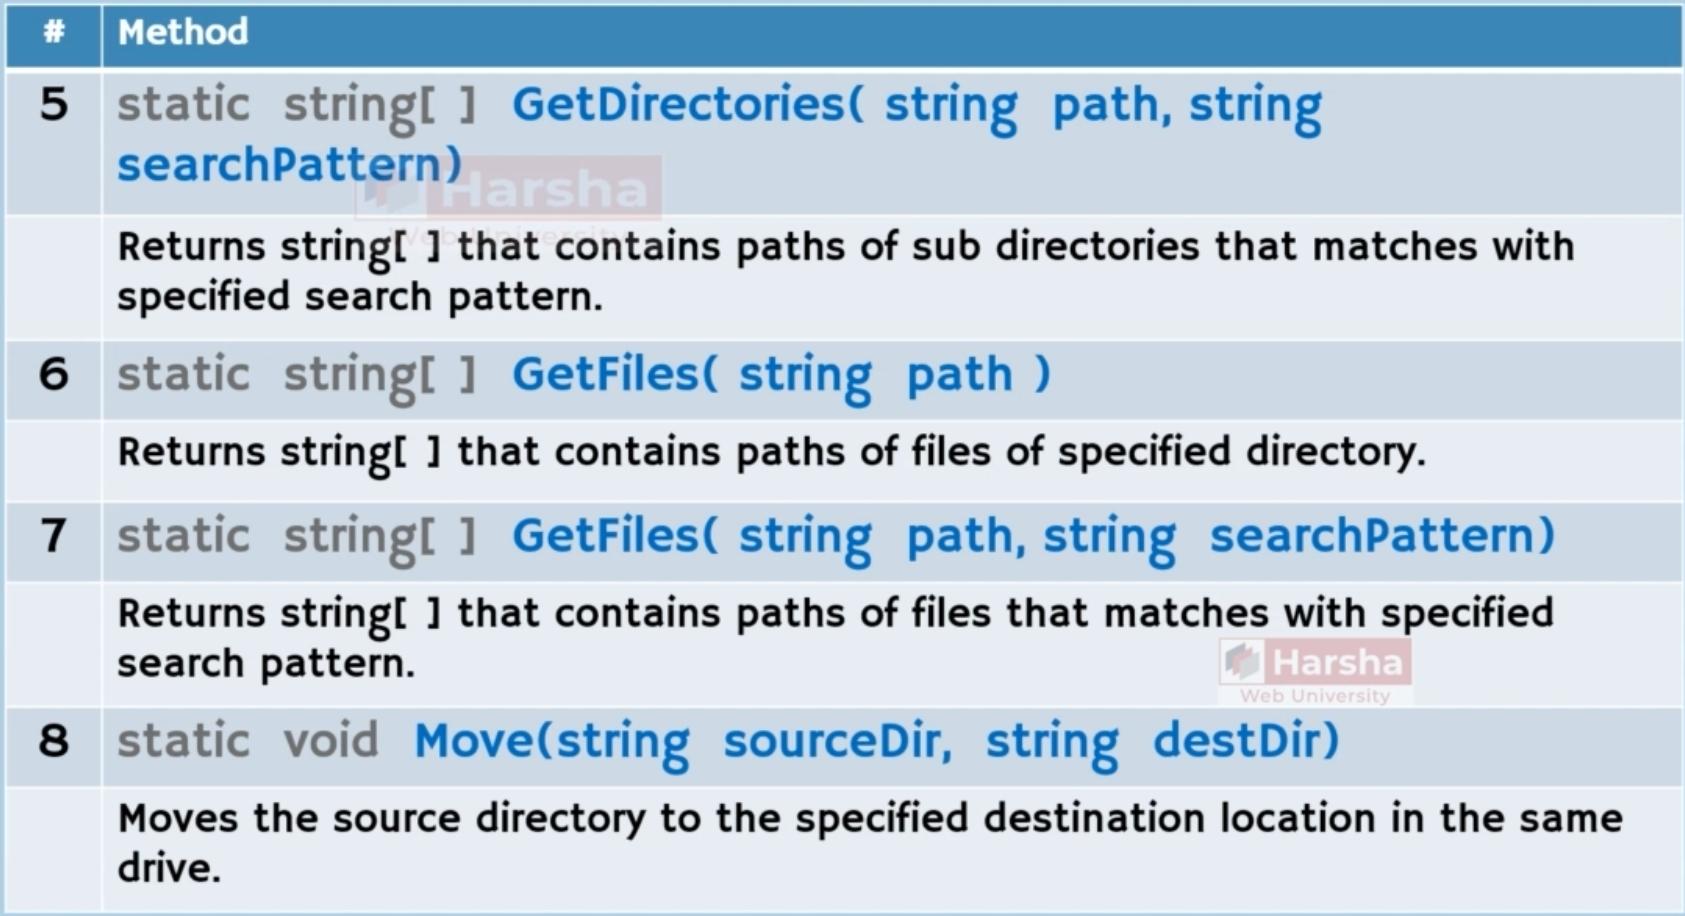 # Method
5 static string[ ] GetDirectories( string path, string
searchPattern)
Harsha
Web University
Returns string[ ] that contains paths of sub directories that matches with
specified search pattern.
6 static string[ ] GetFiles( string path )
Returns string[ ] that contains paths of files of specified directory.
7 static string[ ] GetFiles( string path, string searchPattern)
Returns string[ ] that contains paths of files that matches with specified
search pattern.
Harsha
Web University
8 static void Move(string sourceDir, string destDir)
Moves the source directory to the specified destination location in the same
drive.